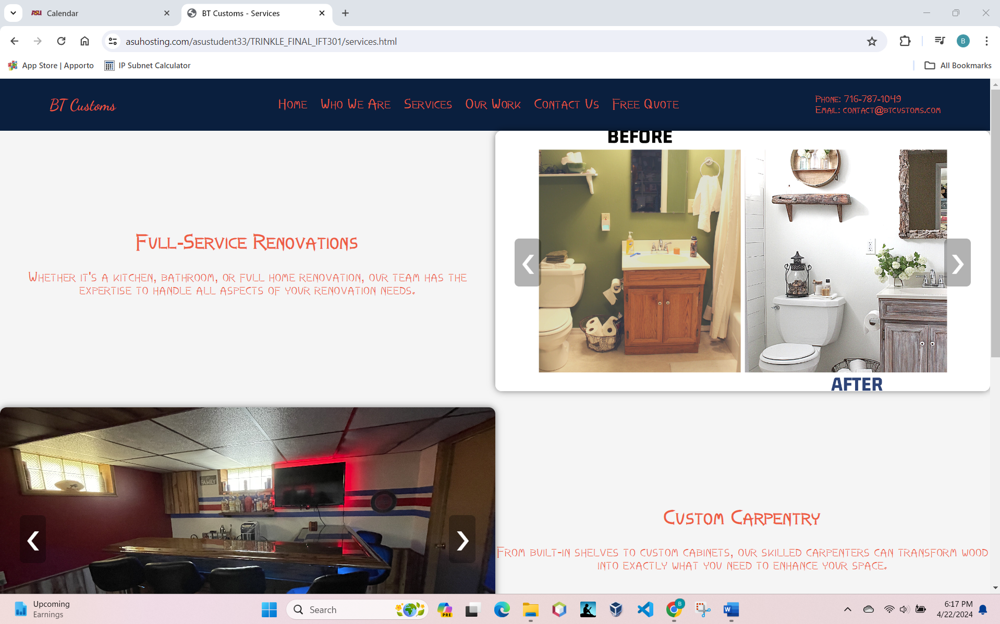 ASU Calendar
BT Customs - Services
asuhosting.com/asustudent33/TRINKLE_FINAL_IFT301/services.html
B
App Store | Apporto
IP Subnet Calculator
All Bookmarks
BT Customs
Home Who We Are Services Our Work Contact Us Free Quote
Phone: 716-787-1049
Email: contact@btcustoms.com
BEFORE
AFTER
Full-Service Renovations
Whether it's a kitchen, bathroom, or full home renovation, our team has the
expertise to handle all aspects of your renovation needs.
FAMILY
Custom Carpentry
From built-in shelves to custom cabinets, our skilled carpenters can transform wood
into exactly what you need to enhance your space.
Upcoming
Earnings
Search
PRE
B
W
6:17 PM
4/22/2024